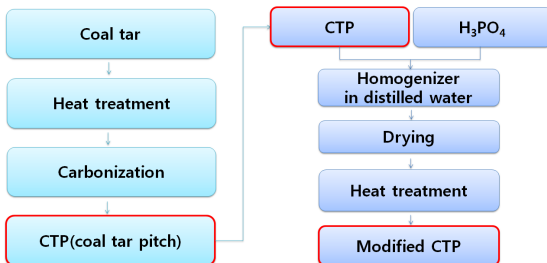 Coal tar
Heat treatment
Carbonization
CTP(coal tar pitch)
CTP
H₃PO₄
Homogenizer
in distilled water
Drying
Heat treatment
Modified CTP